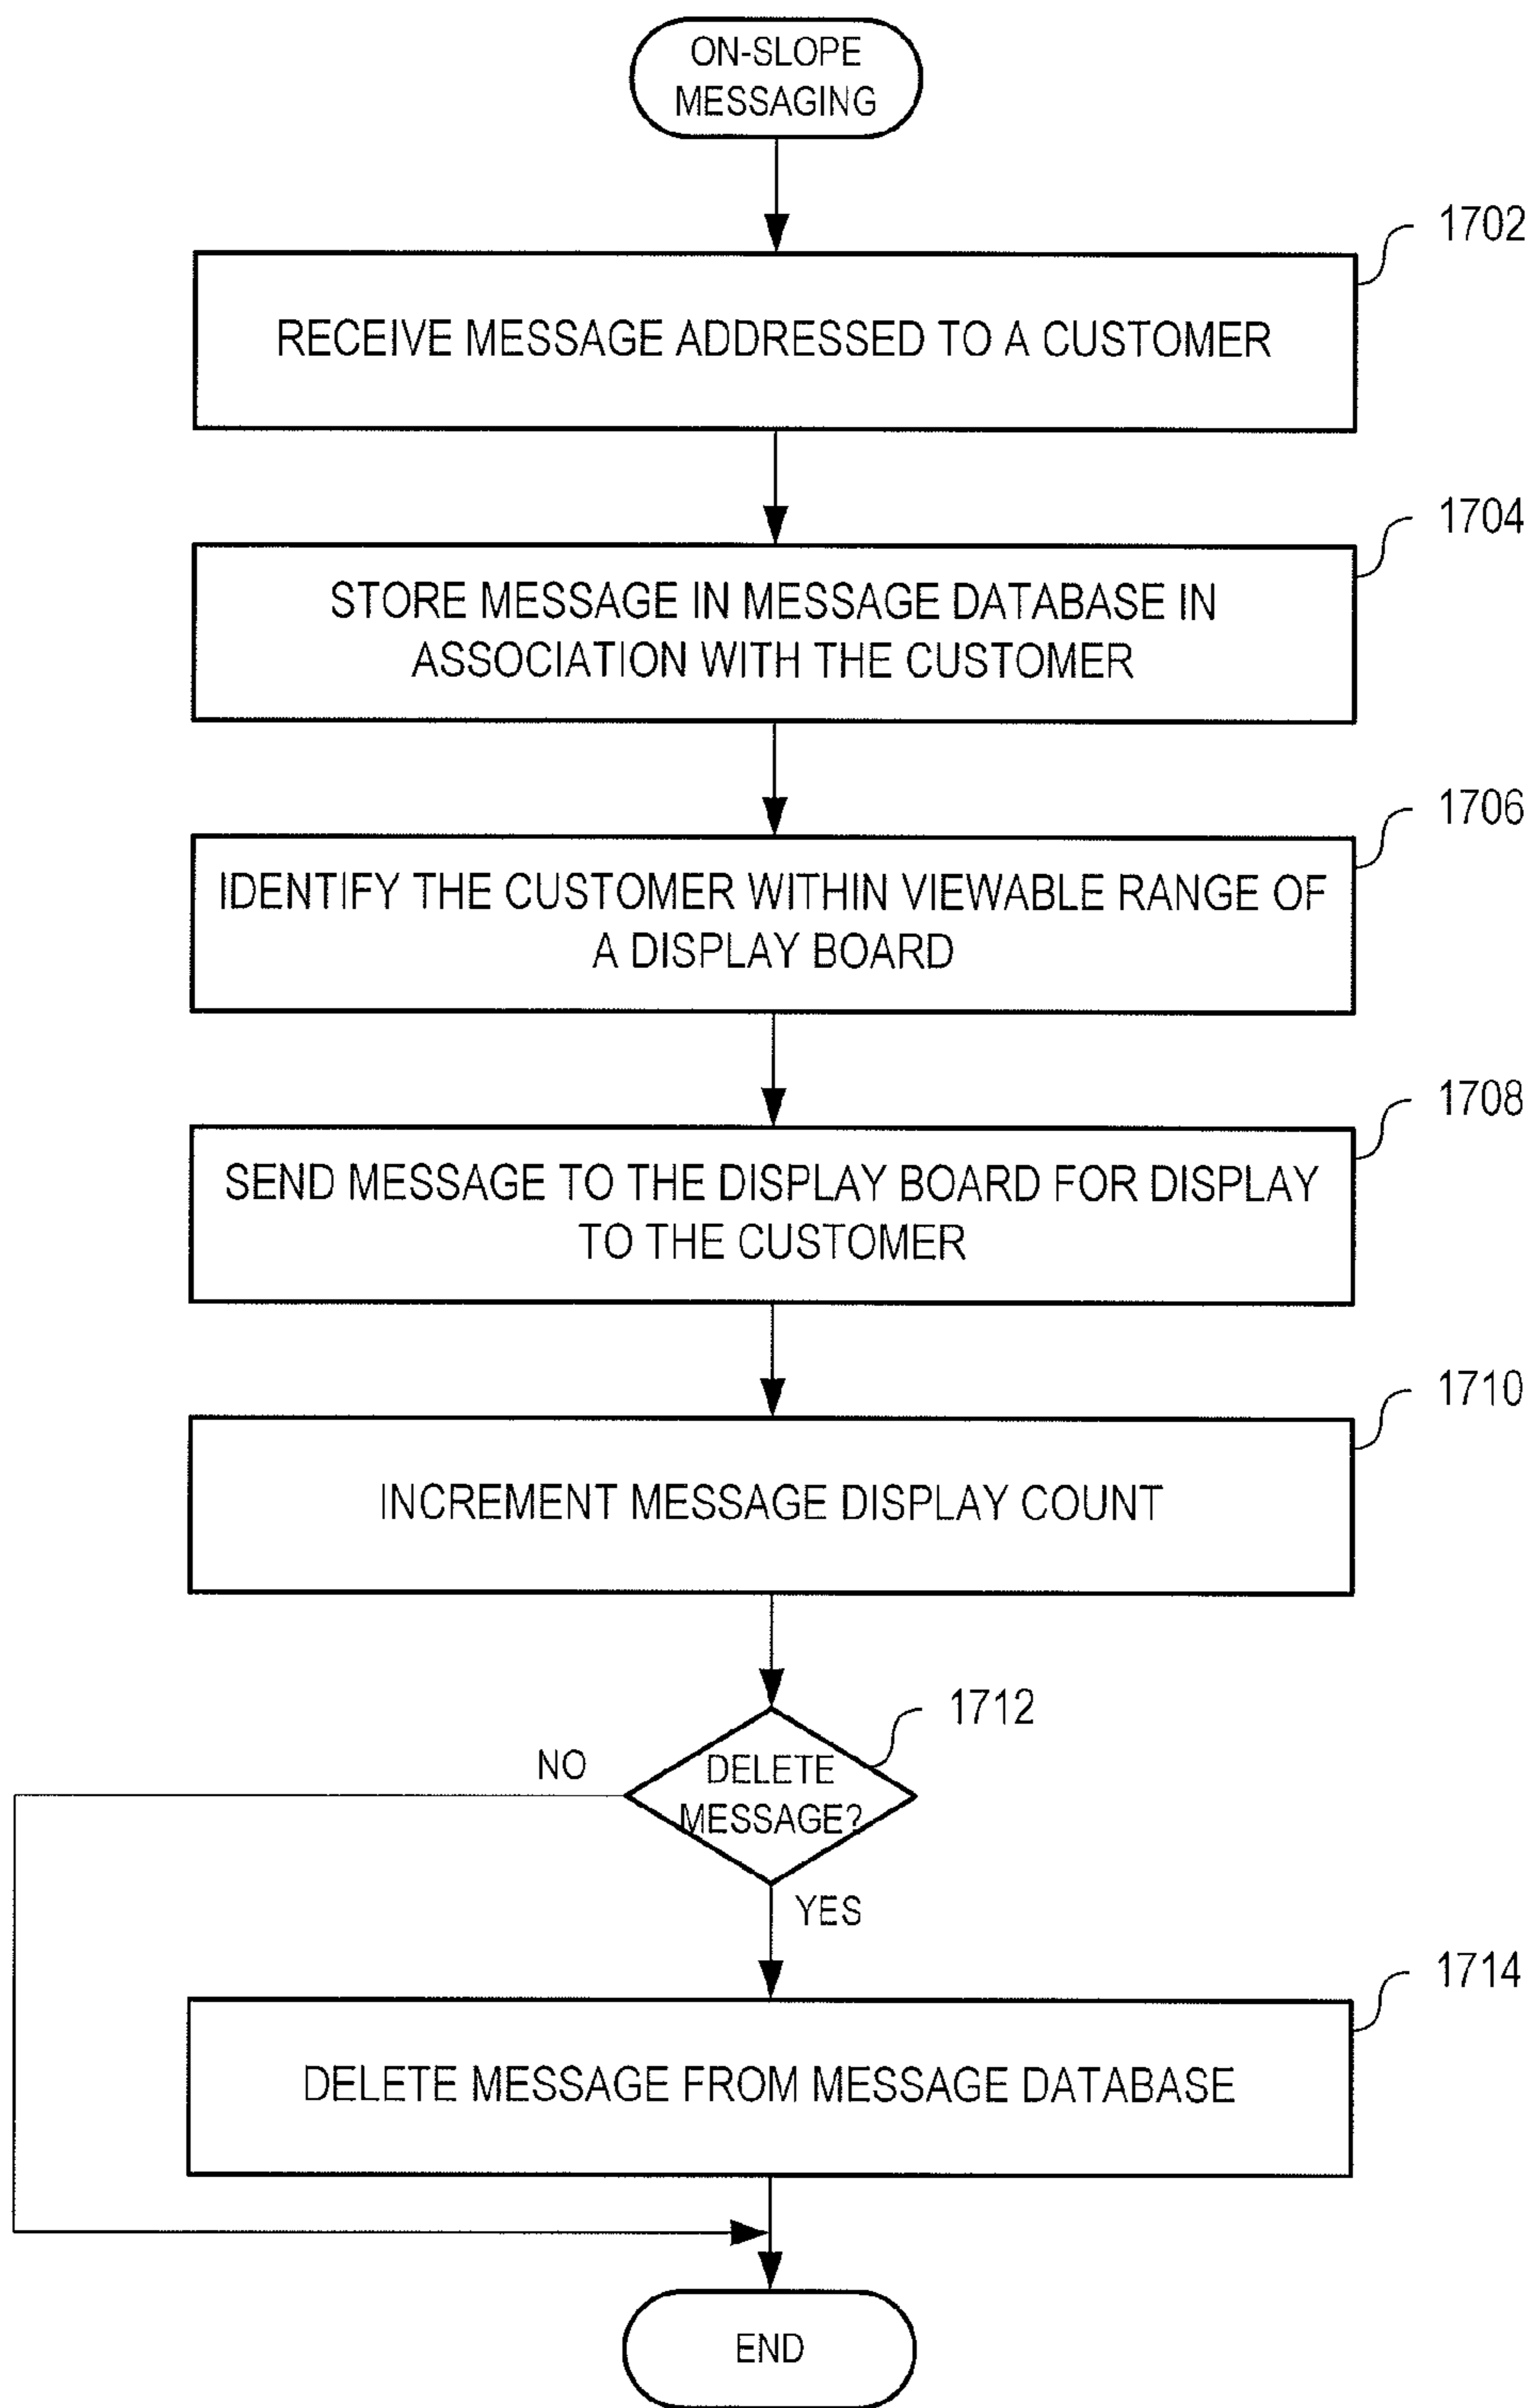 ON-SLOPE
MESSAGING
1702
RECEIVE MESSAGE ADDRESSED TO A CUSTOMER
1704
STORE MESSAGE IN MESSAGE DATABASE IN
ASSOCIATION WITH THE CUSTOMER
1706
IDENTIFY THE CUSTOMER WITHIN VIEWABLE RANGE OF
A DISPLAY BOARD
1708
SEND MESSAGE TO THE DISPLAY BOARD FOR DISPLAY
TO THE CUSTOMER
1710
INCREMENT MESSAGE DISPLAY COUNT
1712
NO
DELETE
MESSAGE?
YES
1714
DELETE MESSAGE FROM MESSAGE DATABASE
END